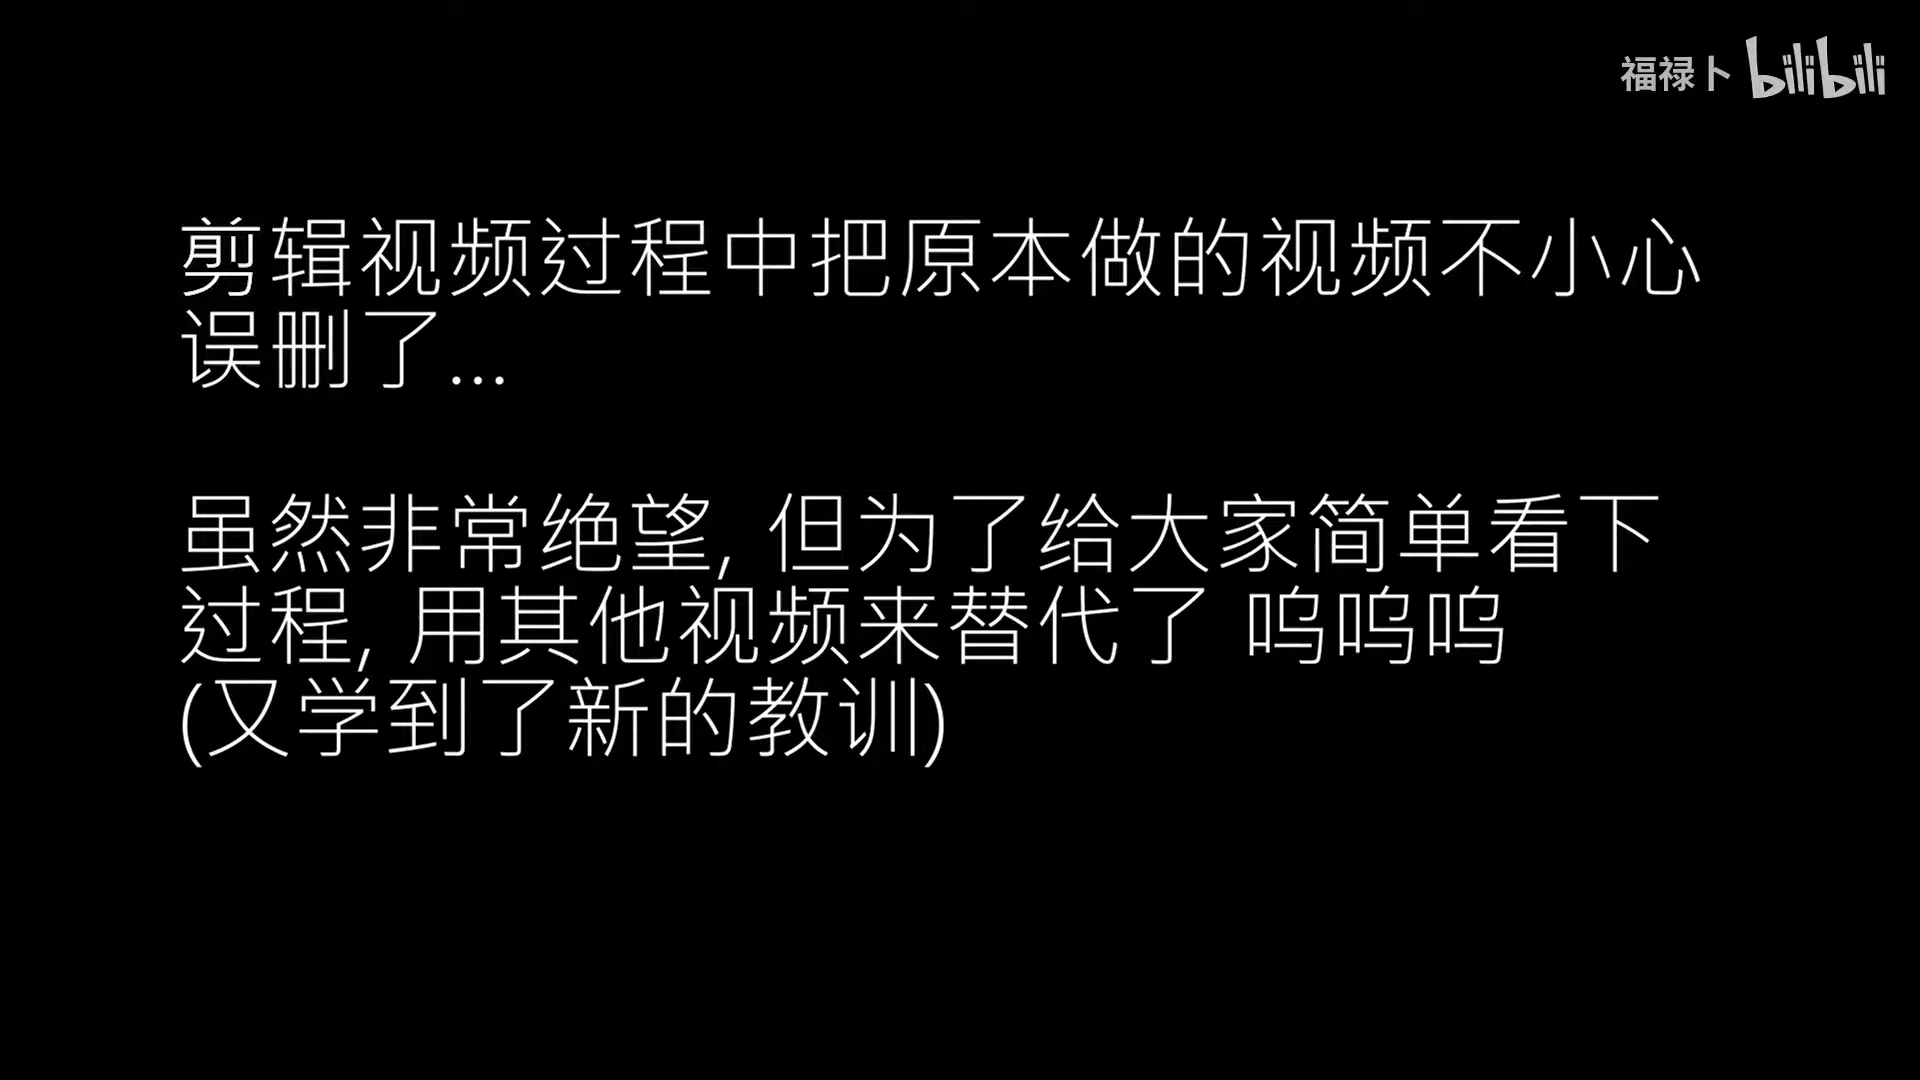 福禄卜 bilibili
剪辑视频过程中把原本做的视频不小心
误删了...
虽然非常绝望, 但为了给大家简单看下
过程, 用其他视频来替代了 呜呜呜
(又学到了新的教训)